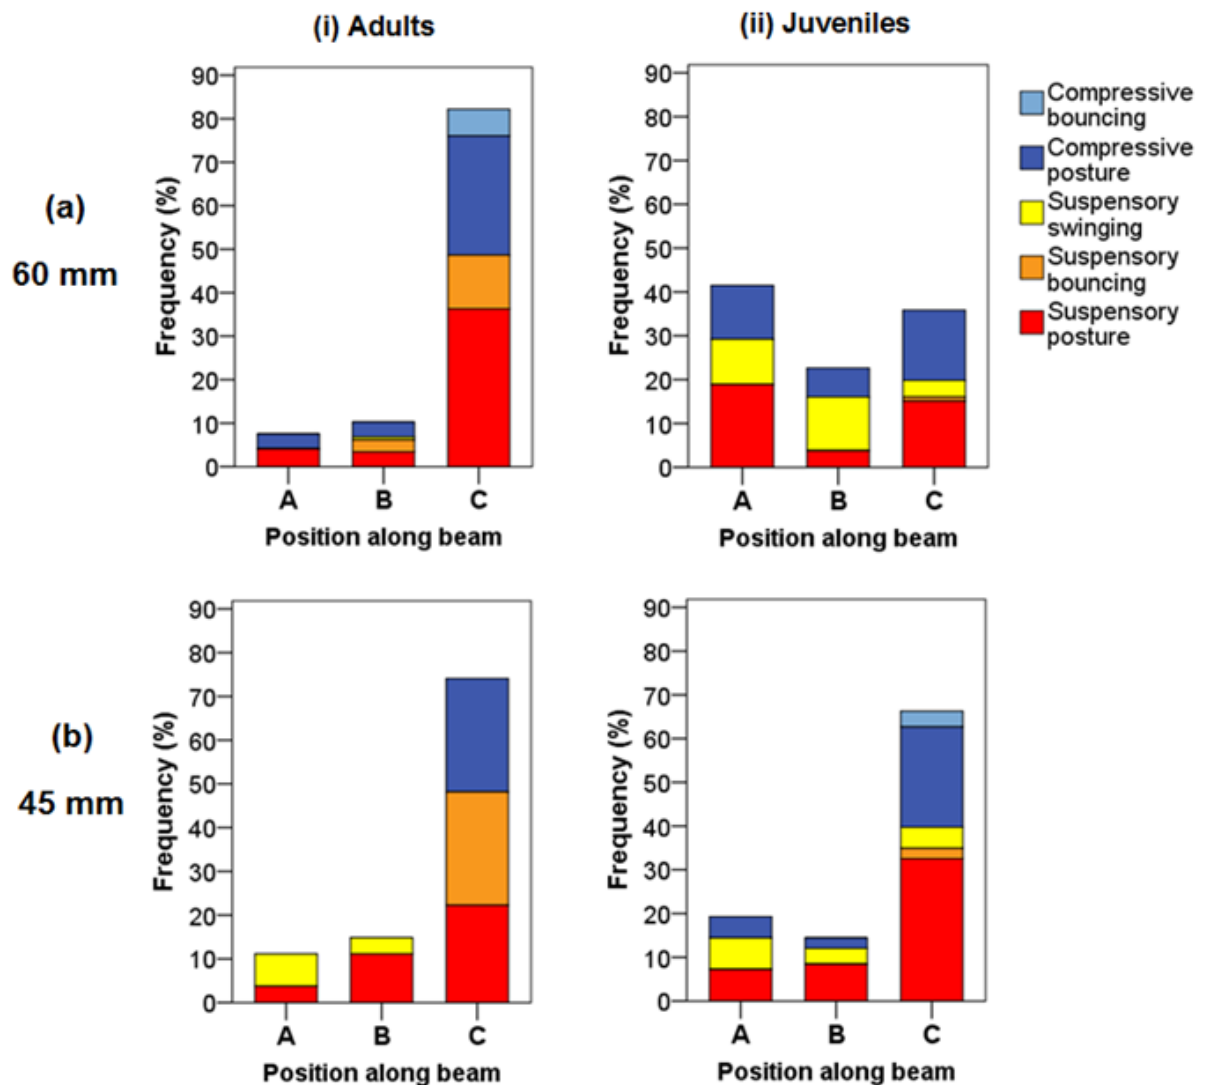 (i) Adults
(ii) Juveniles
(a)
60 mm
Frequency (%)
90
80
70
60
50
40
30
20
10
0
A B C
Position along beam
Frequency (%)
90
80
70
60
50
40
30
20
10
0
A B C
Position along beam
Compressive
bouncing
Compressive
posture
Suspensory
swinging
Suspensory
bouncing
Suspensory
posture
(b)
45 mm
Frequency (%)
90
80
70
60
50
40
30
20
10
0
A B C
Position along beam
Frequency (%)
90
80
70
60
50
40
30
20
10
0
A B C
Position along beam